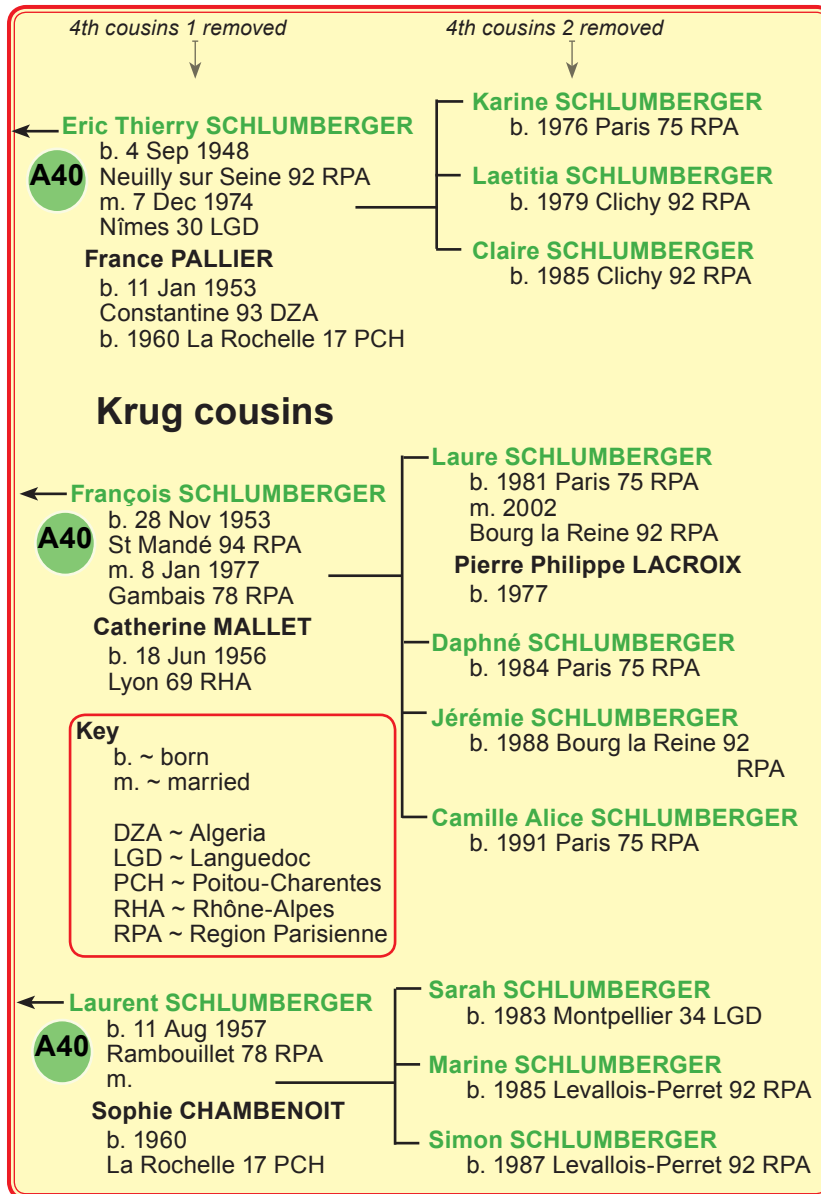 4th cousins 1 removed
4th cousins 2 removed
Eric Thierry SCHLUMBERGER
A40
b. 4 Sep 1948
Neuilly sur Seine 92 RPA
m. 7 Dec 1974
Nîmes 30 LGD
France PALLIER
b. 11 Jan 1953
Constantine 93 DZA
b. 1960 La Rochelle 17 PCH
Karine SCHLUMBERGER
b. 1976 Paris 75 RPA
Laetitia SCHLUMBERGER
b. 1979 Clichy 92 RPA
Claire SCHLUMBERGER
b. 1985 Clichy 92 RPA
Krug cousins
François SCHLUMBERGER
A40
b. 28 Nov 1953
St Mandé 94 RPA
m. 8 Jan 1977
Gambais 78 RPA
Catherine MALLET
b. 18 Jun 1956
Lyon 69 RHA
Laure SCHLUMBERGER
b. 1981 Paris 75 RPA
m. 2002
Bourg la Reine 92 RPA
Pierre Philippe LACROIX
b. 1977
Daphné SCHLUMBERGER
b. 1984 Paris 75 RPA
Jérémie SCHLUMBERGER
b. 1988 Bourg la Reine 92
RPA
Camille Alice SCHLUMBERGER
b. 1991 Paris 75 RPA
Key
b. ~ born
m. ~ married
DZA ~ Algeria
LGD ~ Languedoc
PCH ~ Poitou-Charentes
RHA ~ Rhône-Alpes
RPA ~ Region Parisienne
Laurent SCHLUMBERGER
A40
b. 11 Aug 1957
Rambouillet 78 RPA
m.
Sophie CHAMBENOIT
b. 1960
La Rochelle 17 PCH
Sarah SCHLUMBERGER
b. 1983 Montpellier 34 LGD
Marine SCHLUMBERGER
b. 1985 Levallois-Perret 92 RPA
Simon SCHLUMBERGER
b. 1987 Levallois-Perret 92 RPA